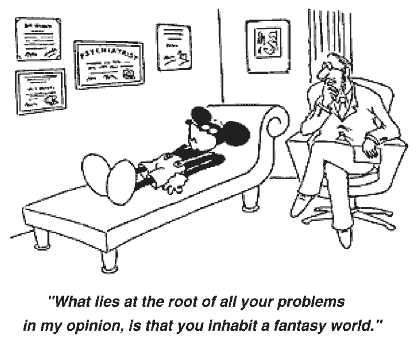 PSYCHIATRIST
"What lies at the root of all your problems
in my opinion, is that you inhabit a fantasy world."